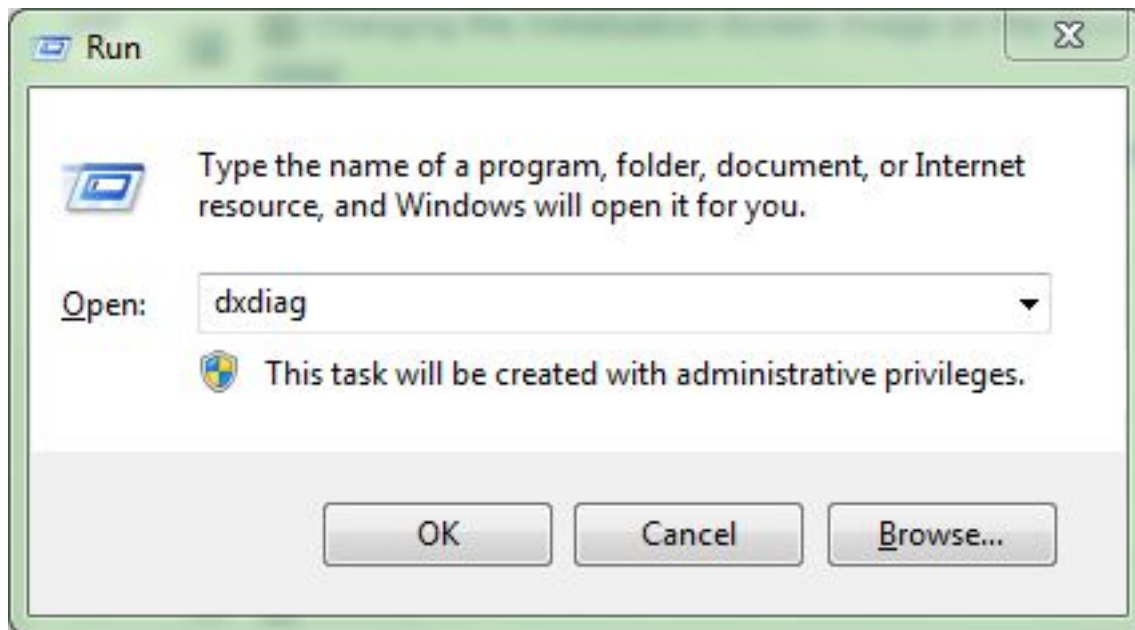 Run
Type the name of a program, folder, document, or Internet
resource, and Windows will open it for you.
Open: dxdiag
This task will be created with administrative privileges.
OK Cancel Browse...